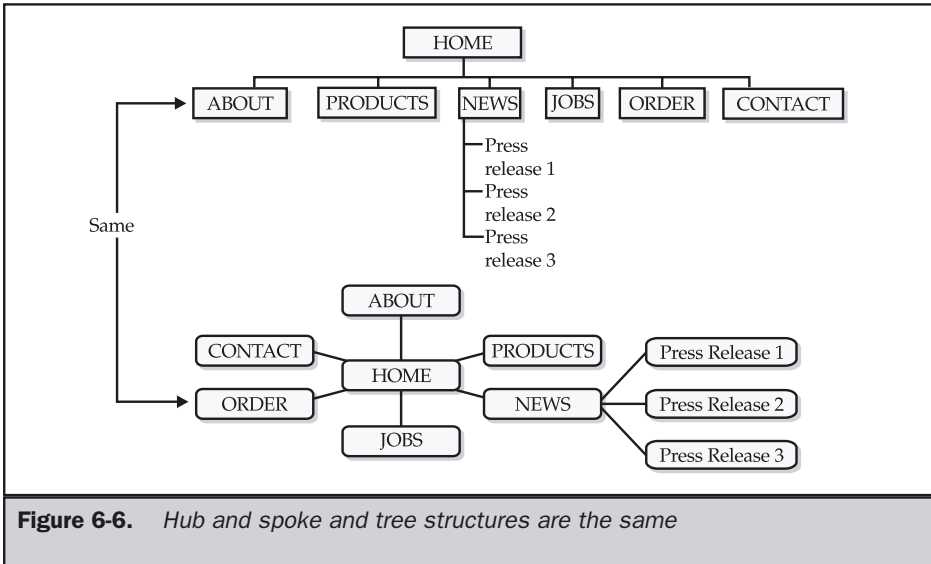 HOME
ABOUT PRODUCTS NEWS JOBS ORDER CONTACT
Press
release 1
Press
release 2
Press
release 3
Same
ABOUT
CONTACT PRODUCTS Press Release 1
HOME
ORDER NEWS Press Release 2
JOBS
Press Release 3
Figure 6-6. Hub and spoke and tree structures are the same